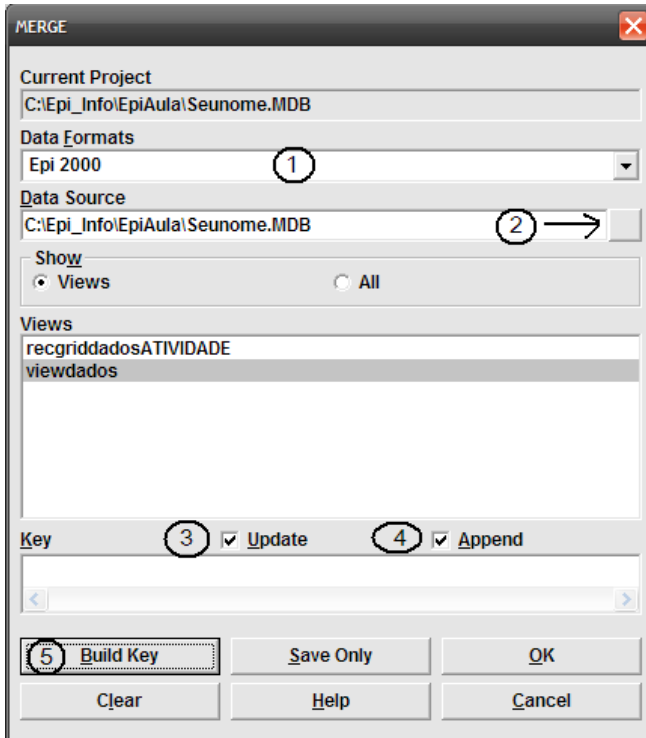 MERGE
Current Project
C:\Epi_Info\EpiAula\Seunome.MDB
Data Formats
Epi 2000 1
Data Source
C:\Epi_Info\EpiAula\Seunome.MDB 2
Show
Views All
Views
recgriddadosATIVIDADE
viewdados
Key 3 Update 4 Append
5 Build Key Save Only OK
Clear Help Cancel